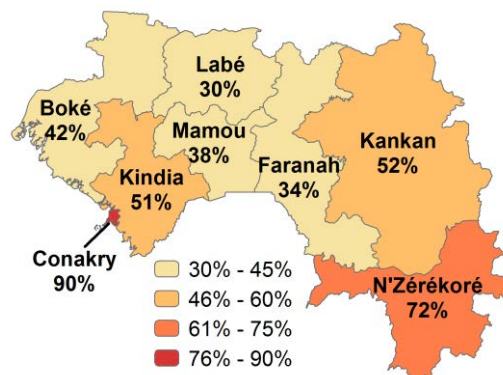 Labé
30%
Boké
42%
Mamou
38%
Kankan
52%
Faranah
34%
Kindia
51%
Conakry
90%
N'Zérékoré
72%
30% - 45%
46% - 60%
61% - 75%
76% - 90%